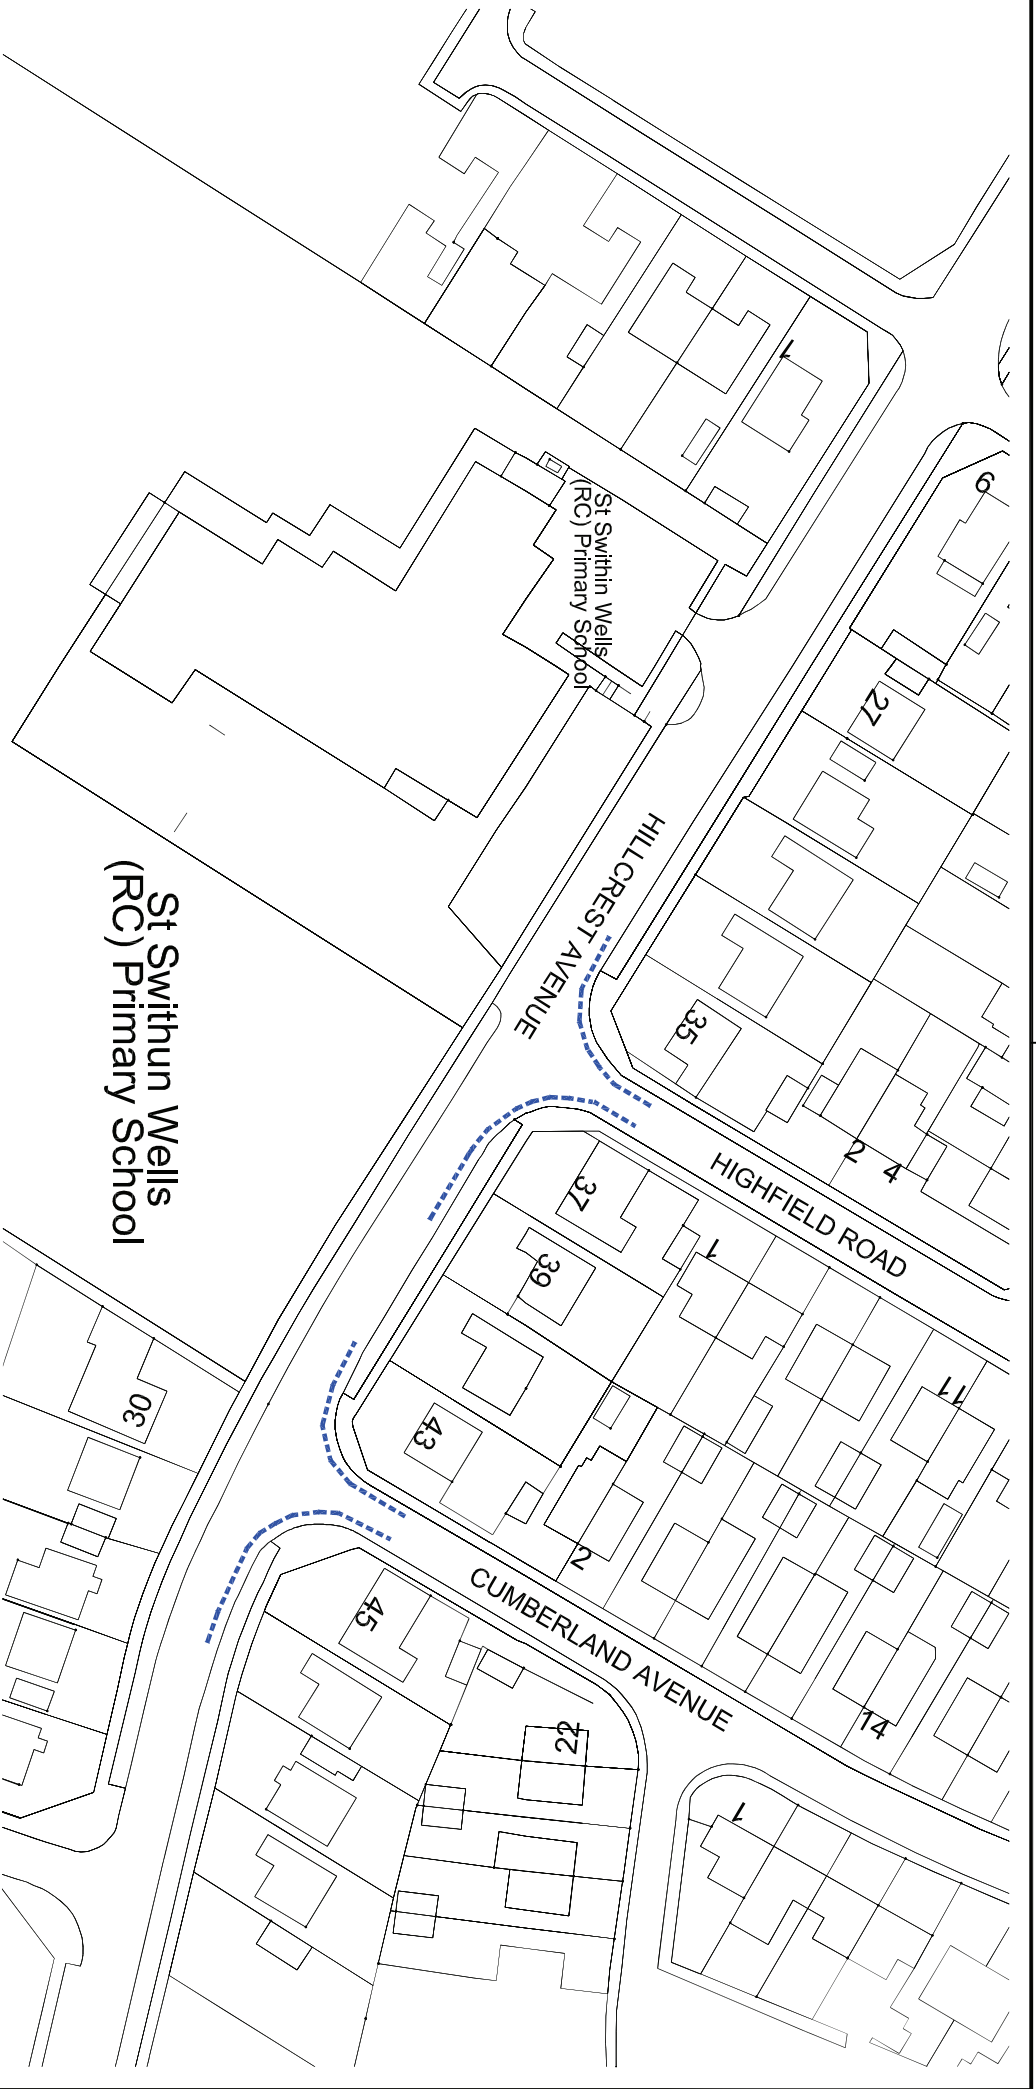 1
6
St Swithin Wells
(RC) Primary School
27
HILLCREST AVENUE
St Swithun Wells
(RC) Primary School
35
2
4
HIGHFIELD ROAD
37
1
39
11
30
43
2
CUMBERLAND AVENUE
45
22
14
1